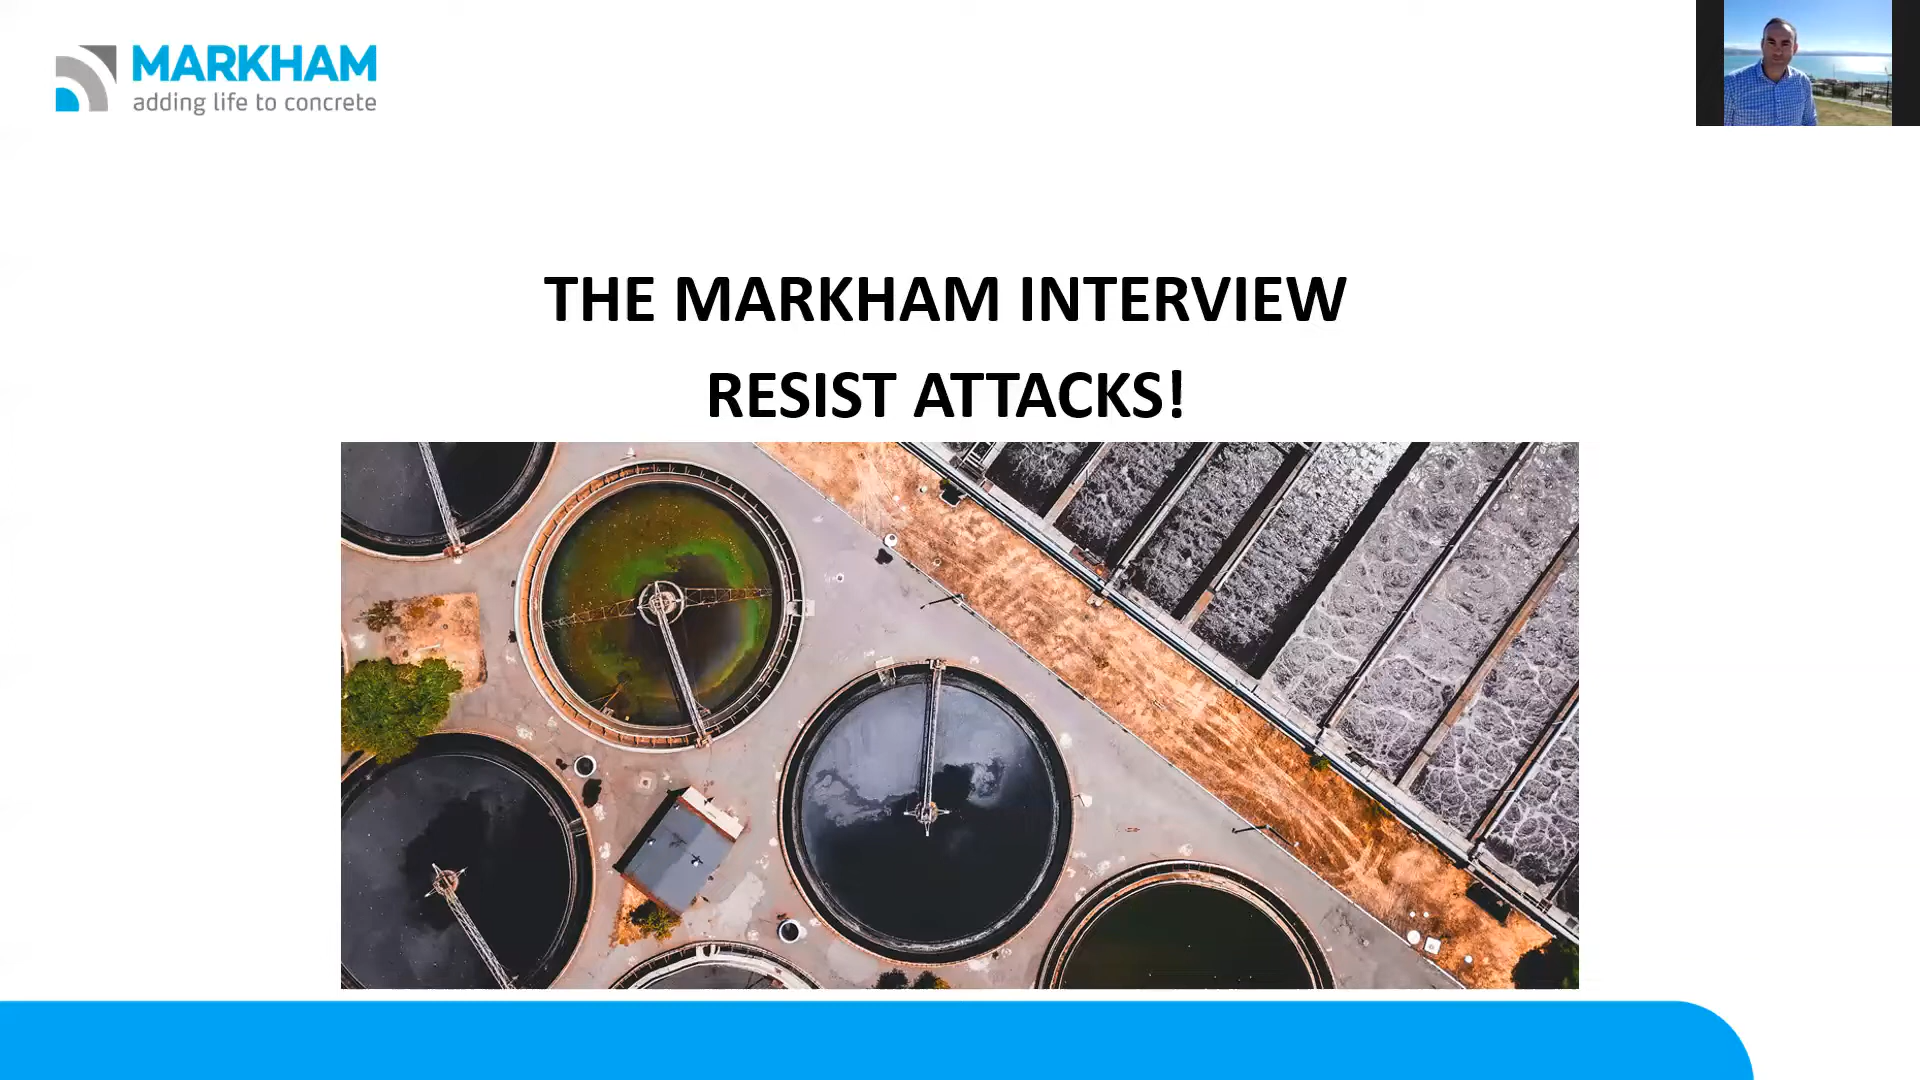 MARKHAM
adding life to concrete
THE MARKHAM INTERVIEW
RESIST ATTACKS!